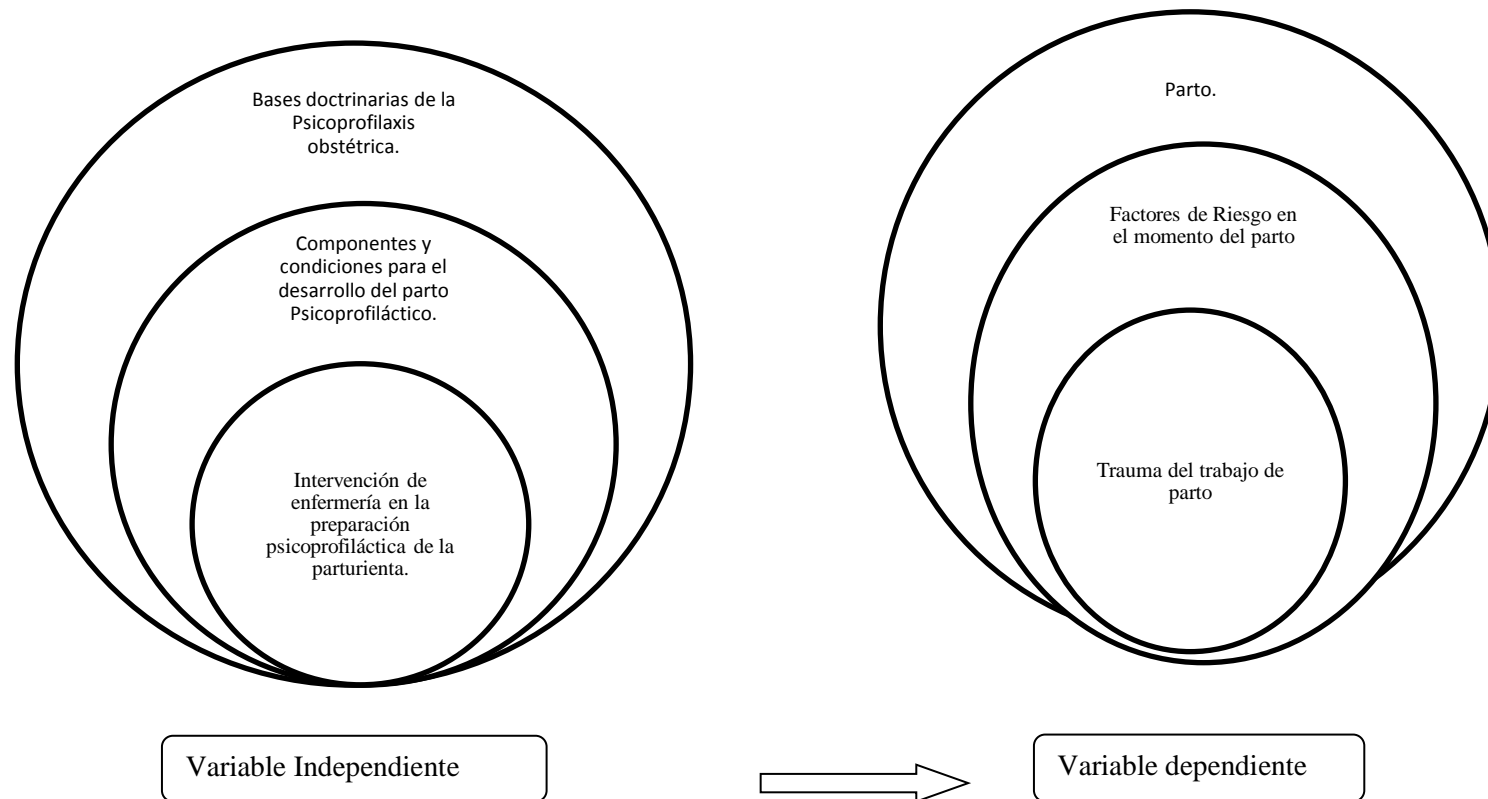 Bases doctrinarias de la
Psicoprofilaxis
obstétrica.
Componentes y
condiciones para el
desarrollo del parto
Psicoprofiláctico.
Intervención de
enfermería en la
preparación
psicoprofiláctica de la
parturienta.
Parto.
Factores de Riesgo en
el momento del parto
Trauma del trabajo de
parto
Variable Independiente
Variable dependiente